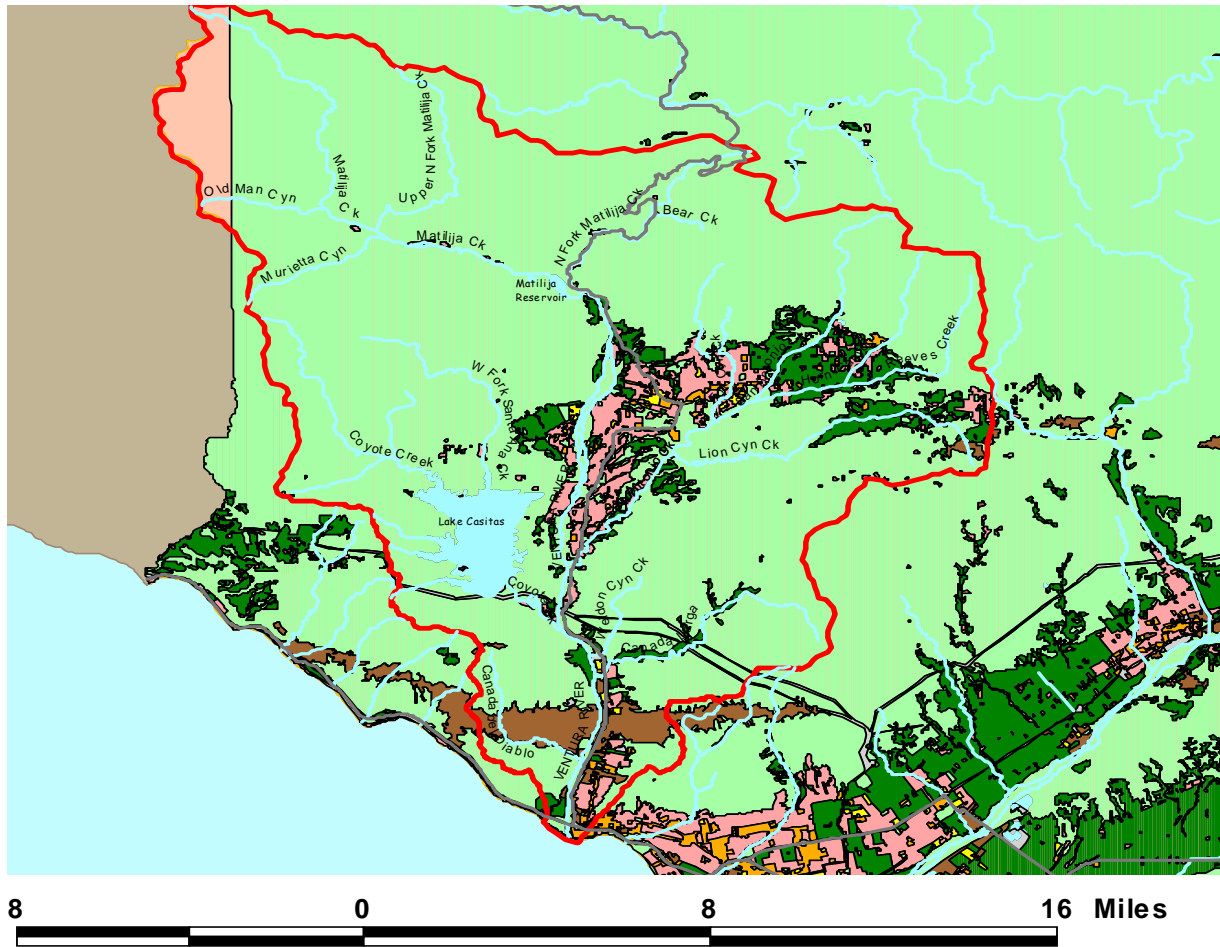 Upper N Fork Matilija Ck
Matilija Ck
Old Man Cyn
Murietta Cyn
Matilija Ck
N Fork Matilija Ck
Bear Ck
Matilija
Reservoir
Reeves Creek
W Fork Santa Ana Ck
Coyote Creek
Lion Cyn Ck
Lake Casitas
Coyote
Canada
Canada del Diablo
VENTURA RIVER
8 0 8 16 Miles